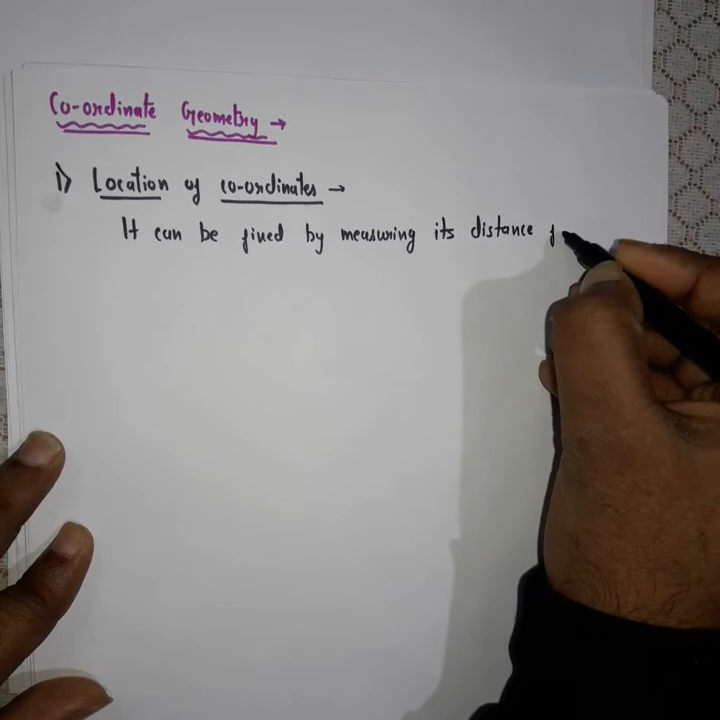 Co-ordinate Geometry →
i) Location of co-ordinates →
It can be fixed by measuring its distance f